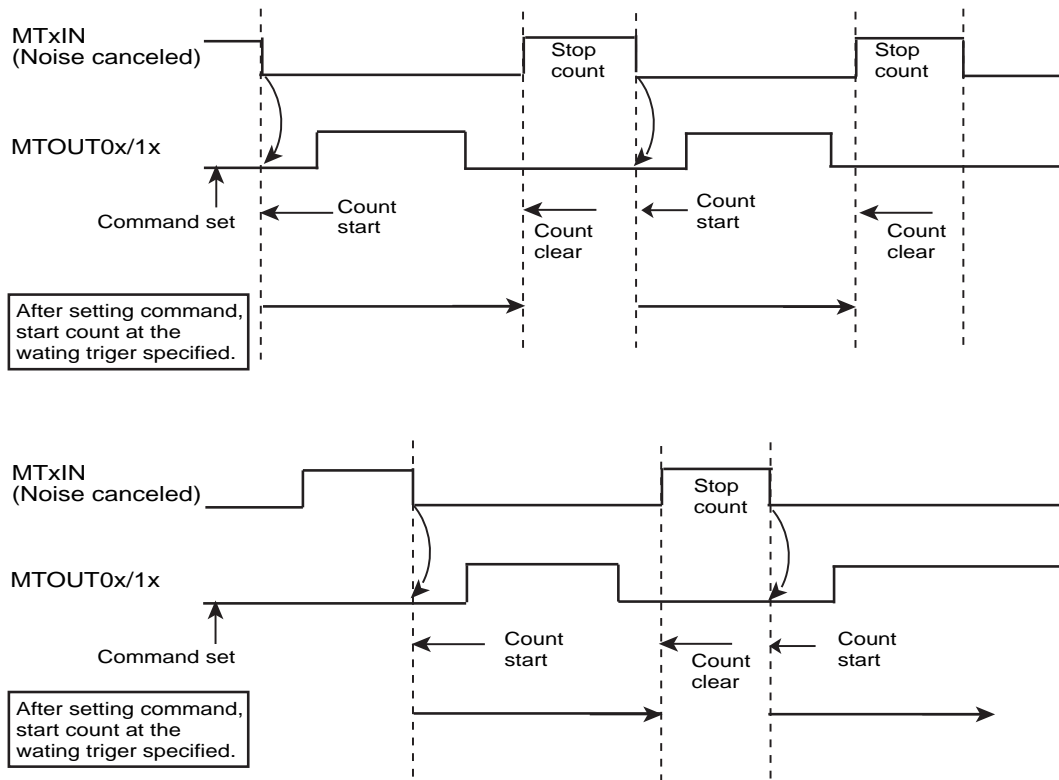 MTxIN
(Noise canceled)
Stop
count
Stop
count
MTOUT0x/1x
Command set
Count
start
Count
clear
Count
start
Count
clear
After setting command,
start count at the
wating triger specified.
MTxIN
(Noise canceled)
Stop
count
MTOUT0x/1x
Command set
Count
start
Count
clear
Count
start
After setting command,
start count at the
wating triger specified.